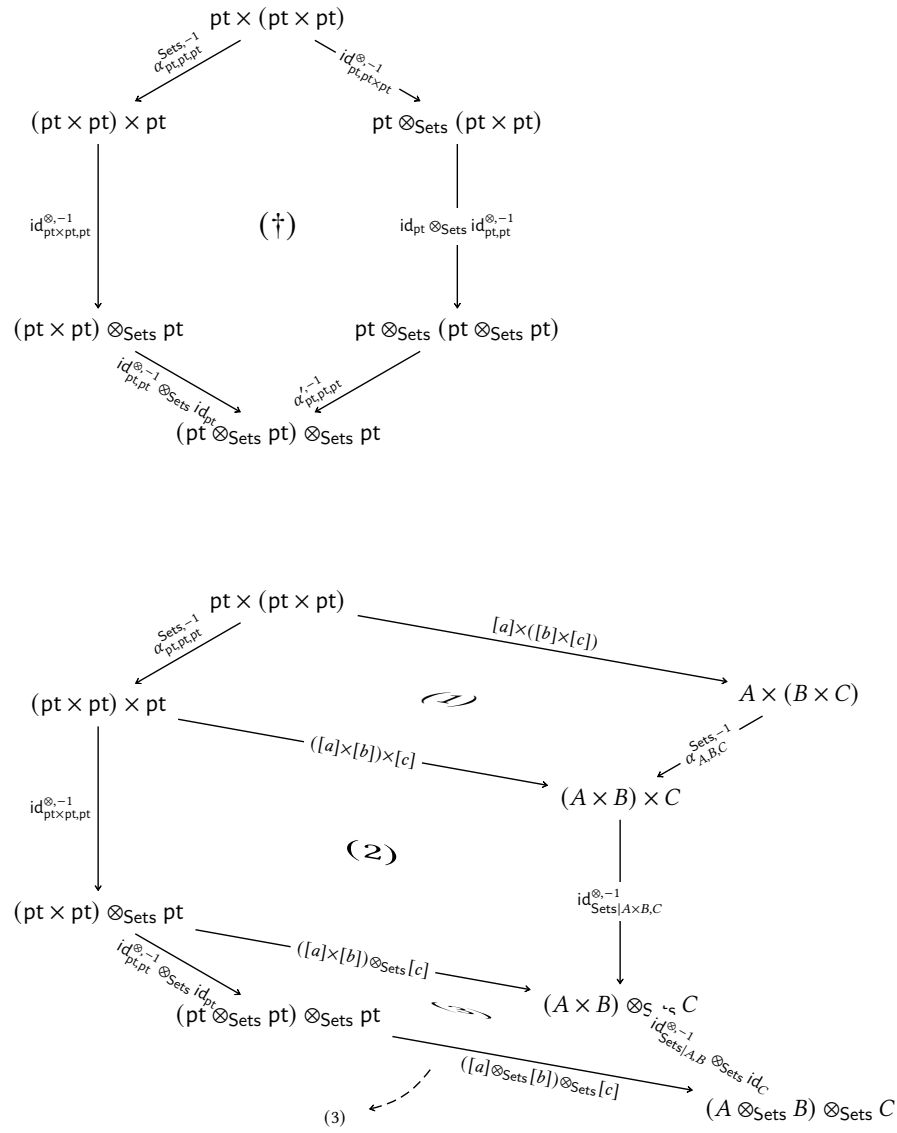 pt × (pt × pt)
α^{Sets,-1}_{pt,pt,pt}
id^{⊗,-1}_{pt,pt×pt}
(pt × pt) × pt
pt ⊗_{Sets} (pt × pt)
id^{⊗,-1}_{pt×pt,pt}
(†)
id_{pt} ⊗_{Sets} id^{⊗,-1}_{pt,pt}
(pt × pt) ⊗_{Sets} pt
pt ⊗_{Sets} (pt ⊗_{Sets} pt)
id^{⊗,-1}_{pt,pt} ⊗_{Sets} id_{pt}
α'^{,-1}_{pt,pt,pt}
(pt ⊗_{Sets} pt) ⊗_{Sets} pt
pt × (pt × pt)
[a]×([b]×[c])
α^{Sets,-1}_{pt,pt,pt}
(1)
A × (B × C)
(pt × pt) × pt
([a]×[b])×[c]
α^{Sets,-1}_{A,B,C}
(A × B) × C
id^{⊗,-1}_{pt×pt,pt}
(2)
id^{⊗,-1}_{Sets|A×B,C}
(pt × pt) ⊗_{Sets} pt
([a]×[b])⊗_{Sets}[c]
id^{⊗,-1}_{pt,pt} ⊗_{Sets} id_{pt}
(A × B) ⊗_{Sets} C
(pt ⊗_{Sets} pt) ⊗_{Sets} pt
(3)
id^{⊗,-1}_{Sets|A,B} ⊗_{Sets} id_C
([a]⊗_{Sets}[b])⊗_{Sets}[c]
(A ⊗_{Sets} B) ⊗_{Sets} C
(3)